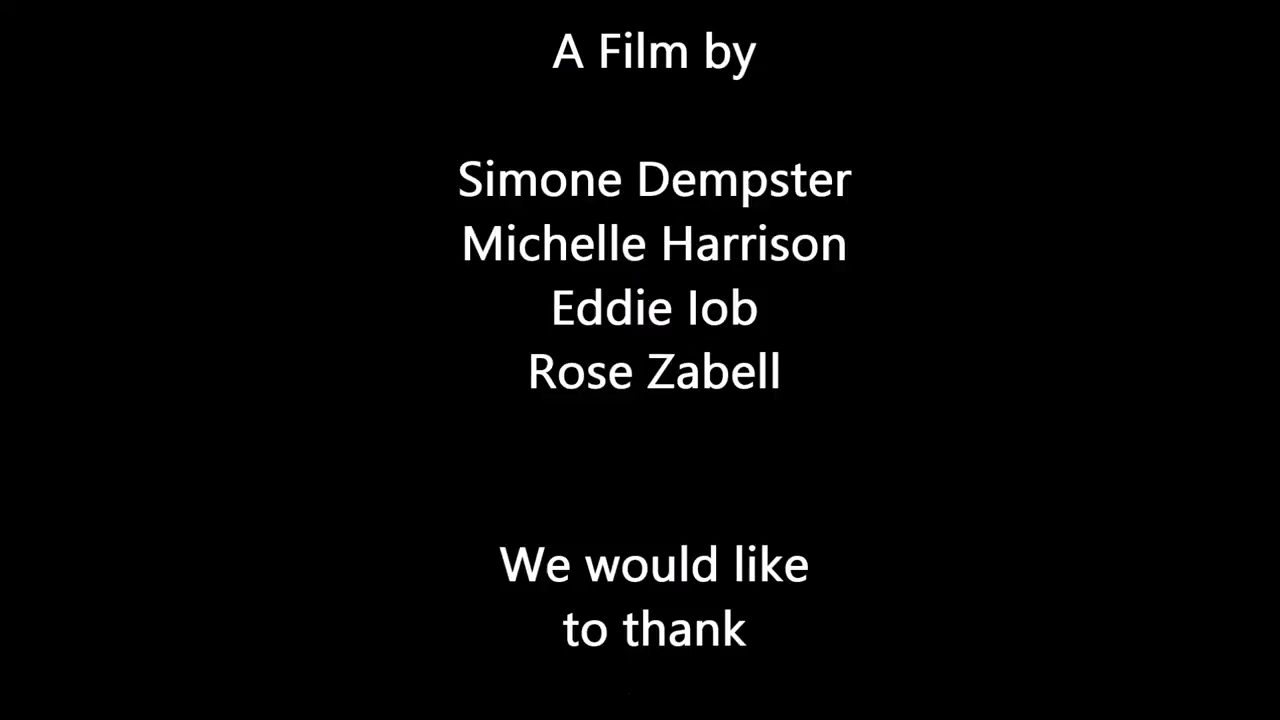 A Film by
Simone Dempster
Michelle Harrison
Eddie Iob
Rose Zabell
We would like
to thank